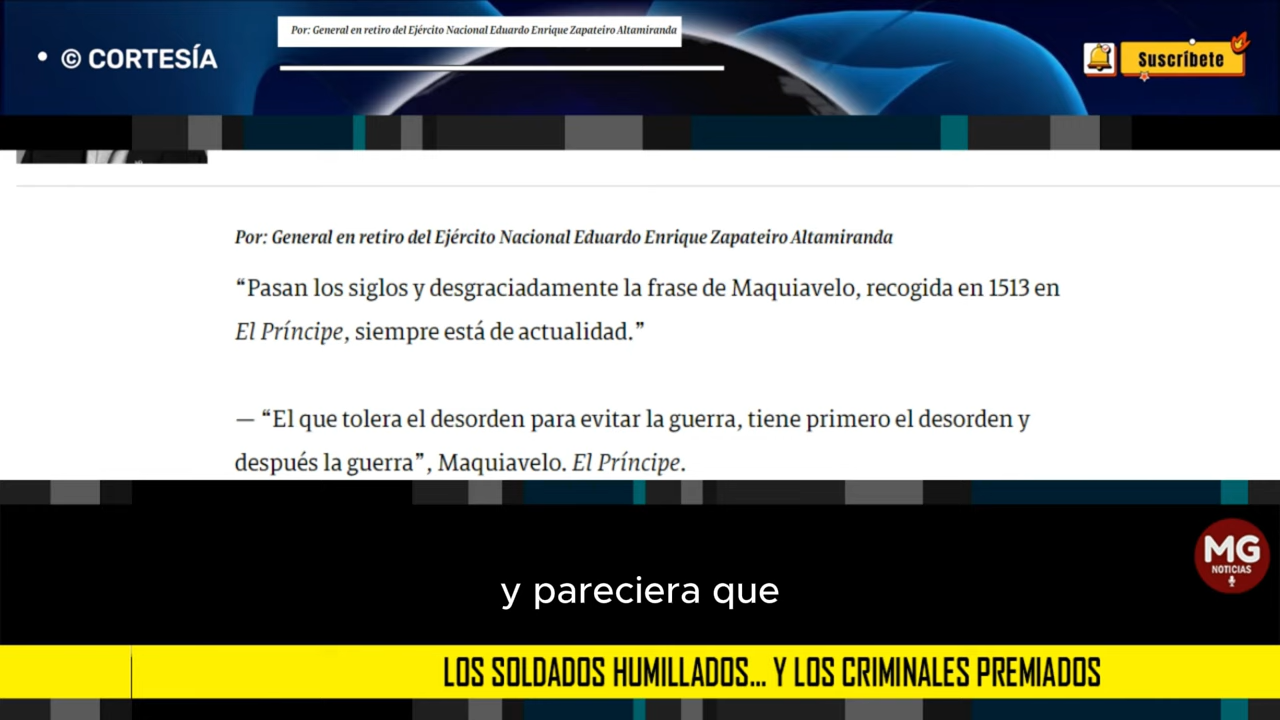 Por: General en retiro del Ejército Nacional Eduardo Enrique Zapateiro Altamiranda
• © CORTESÍA
Suscríbete
Por: General en retiro del Ejército Nacional Eduardo Enrique Zapateiro Altamiranda
“Pasan los siglos y desgraciadamente la frase de Maquiavelo, recogida en 1513 en
El Príncipe, siempre está de actualidad.”
— “El que tolera el desorden para evitar la guerra, tiene primero el desorden y
después la guerra”, Maquiavelo. El Príncipe.
MG
NOTICIAS
y pareciera que
LOS SOLDADOS HUMILLADOS... Y LOS CRIMINALES PREMIADOS